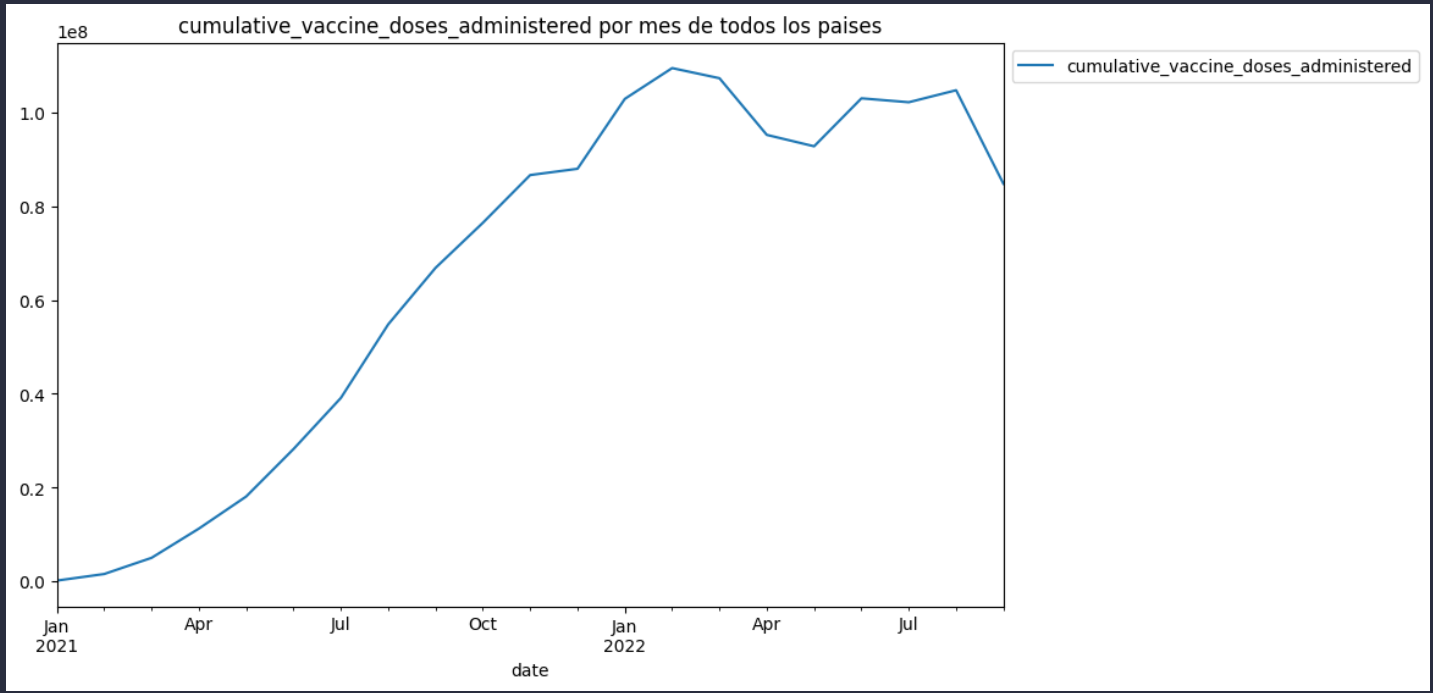 cumulative_vaccine_doses_administered por mes de todos los paises
1e8
cumulative_vaccine_doses_administered
1.0
0.8
0.6
0.4
0.2
0.0
Jan Apr Jul Oct Jan Apr Jul
2021 2022
date